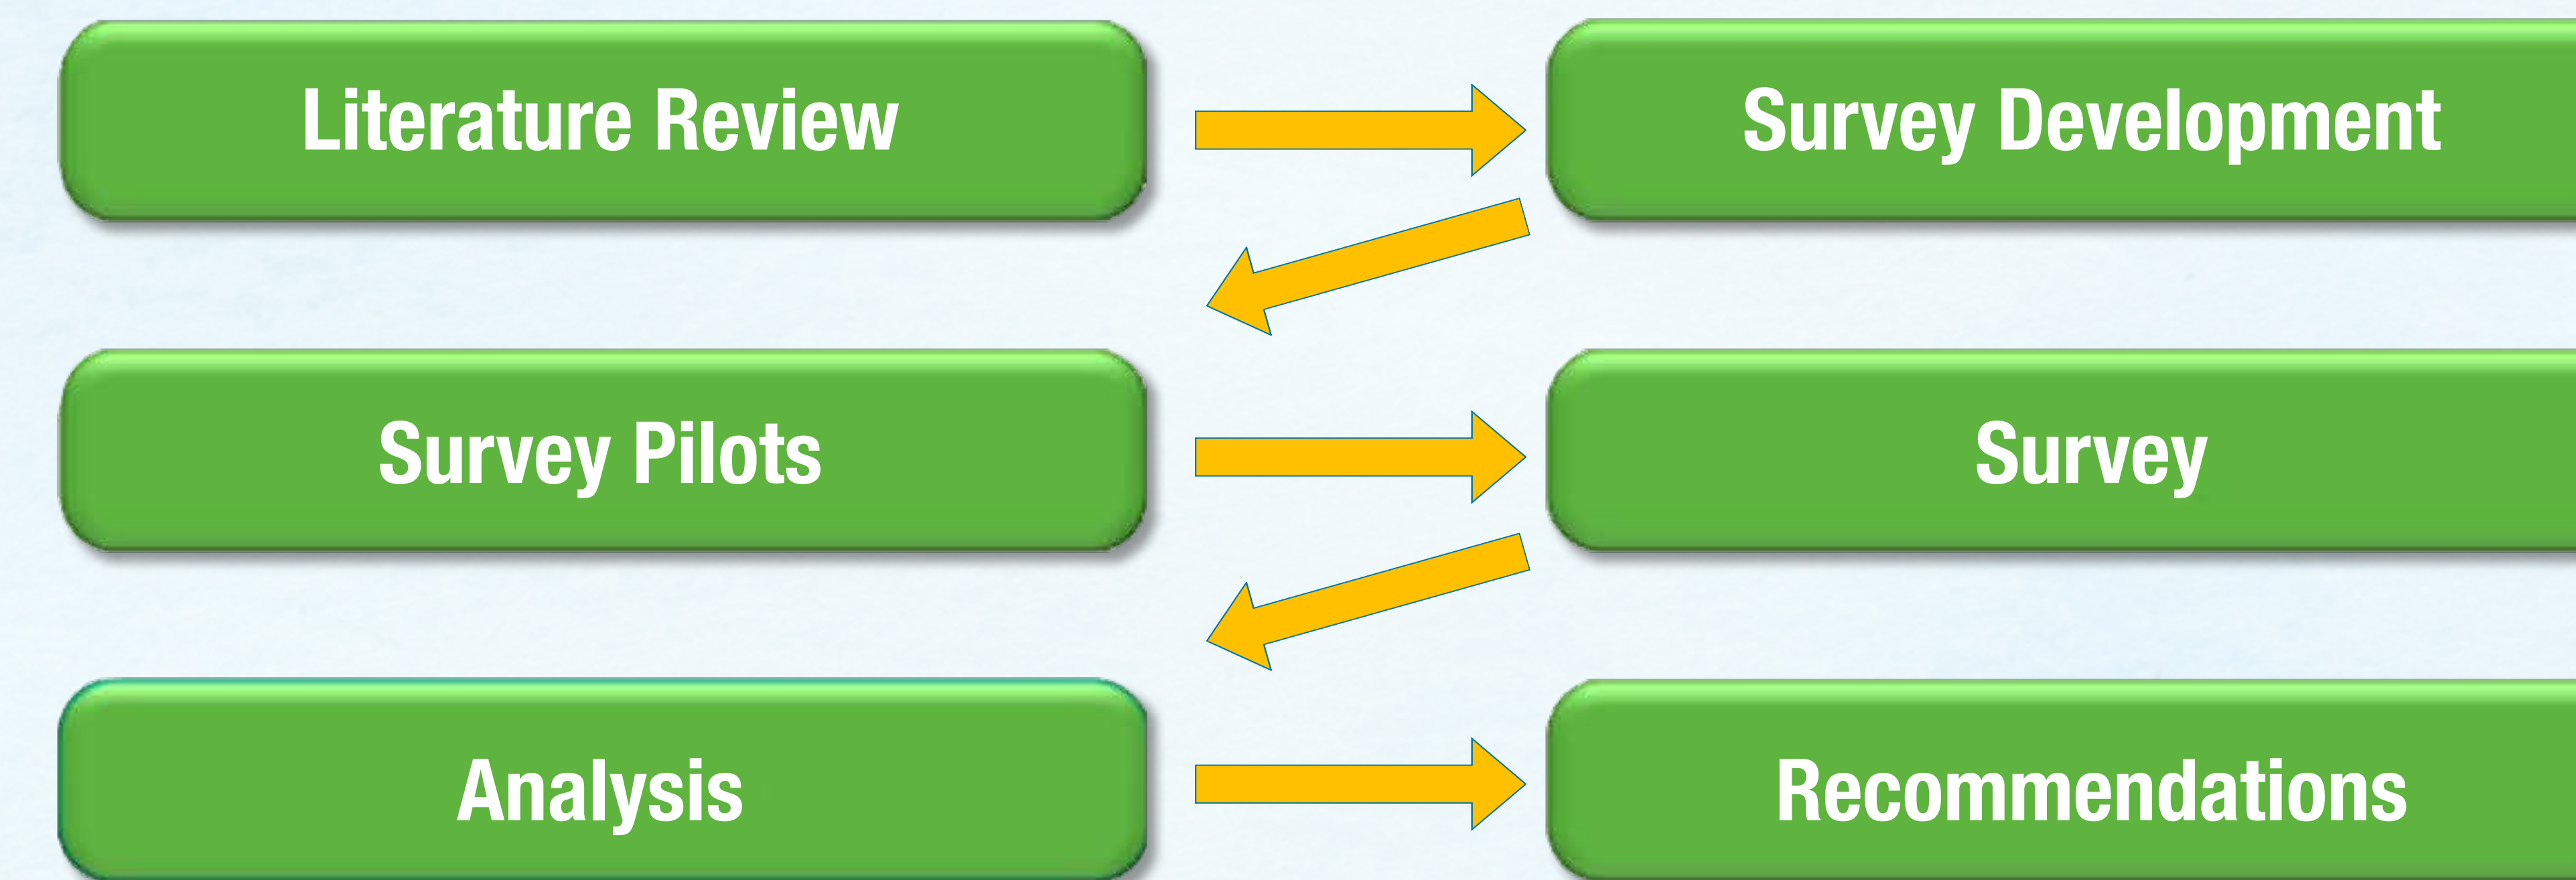 Literature Review
Survey Development
Survey Pilots
Survey
Analysis
Recommendations